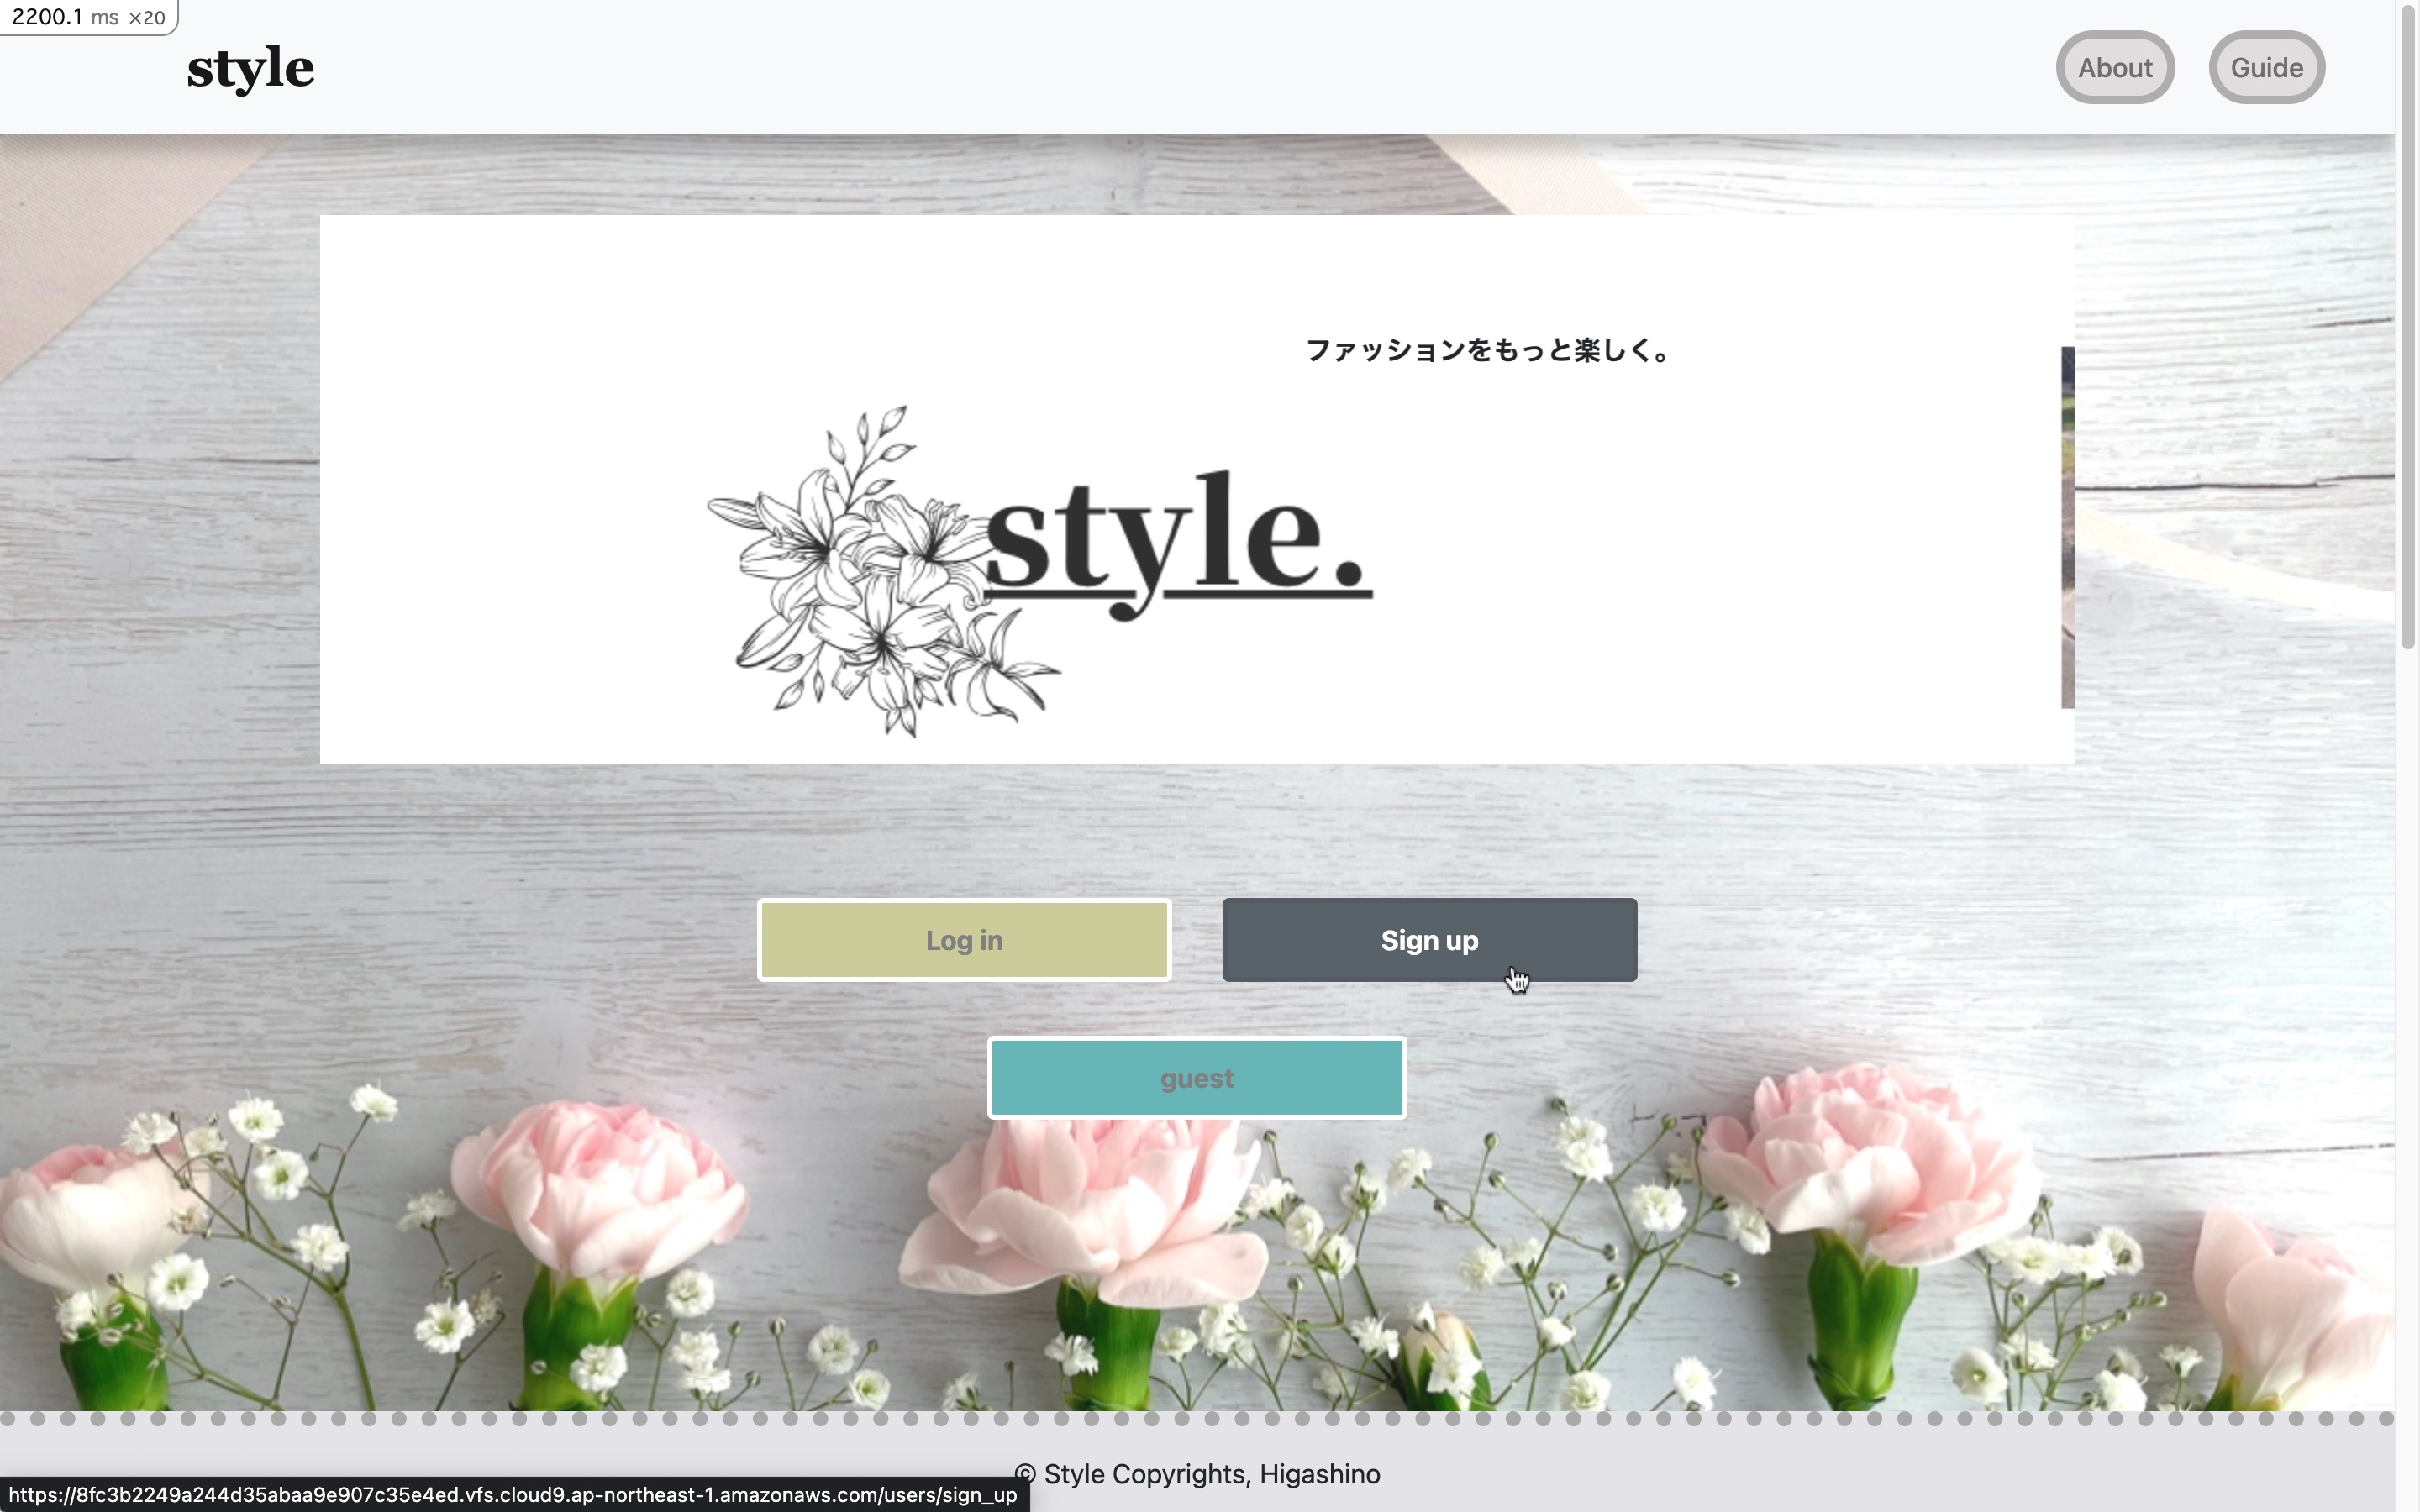 2200.1 ms ×20
style
About
Guide
ファッションをもっと楽しく。
style.
Log in
Sign up
guest
© Style Copyrights, Higashino
https://8fc3b2249a244d35abaa9e907c35e4ed.vfs.cloud9.ap-northeast-1.amazonaws.com/users/sign_up